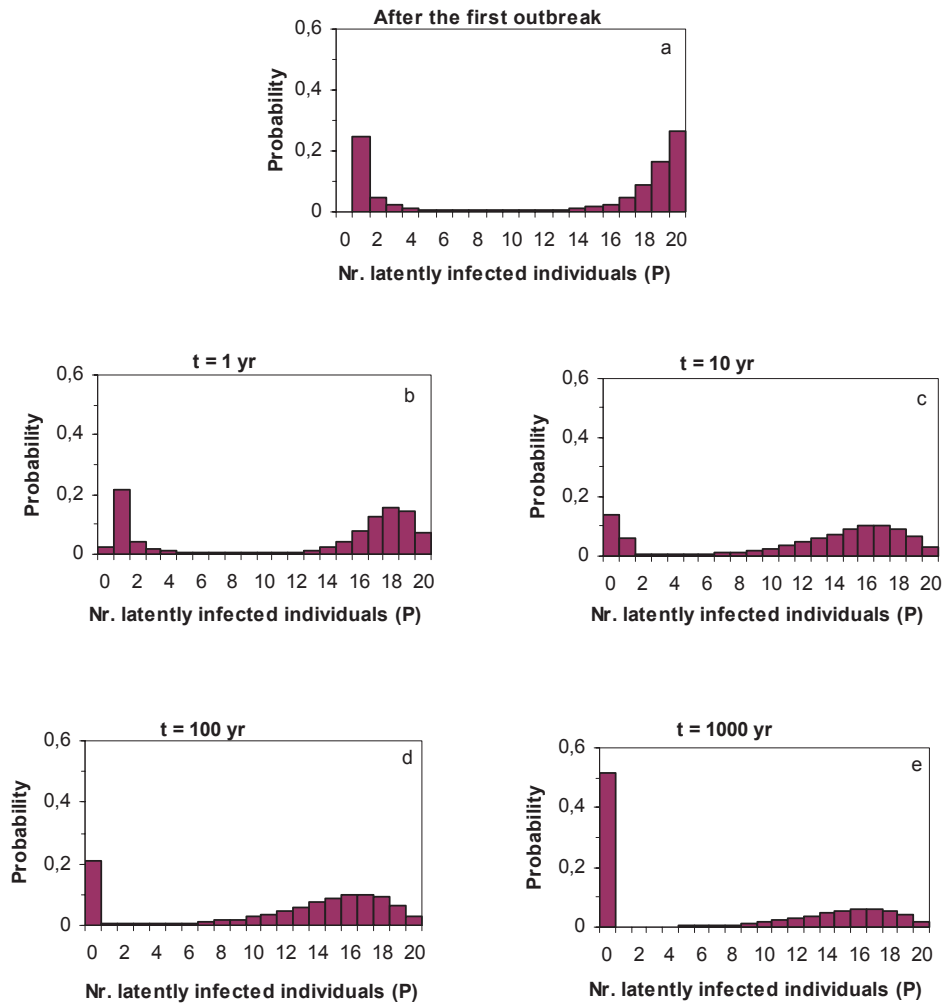 After the first outbreak
a
0,6
0,4
0,2
0
Probability
0 2 4 6 8 10 12 14 16 18 20
Nr. latently infected individuals (P)
t = 1 yr
b
0,6
0,4
0,2
0
Probability
0 2 4 6 8 10 12 14 16 18 20
Nr. latently infected individuals (P)
t = 10 yr
c
0,6
0,4
0,2
0
Probability
0 2 4 6 8 10 12 14 16 18 20
Nr. latently infected individuals (P)
t = 100 yr
d
0,6
0,4
0,2
0
Probability
0 2 4 6 8 10 12 14 16 18 20
Nr. latently infected individuals (P)
t = 1000 yr
e
0,6
0,4
0,2
0
Probability
0 2 4 6 8 10 12 14 16 18 20
Nr. latently infected individuals (P)